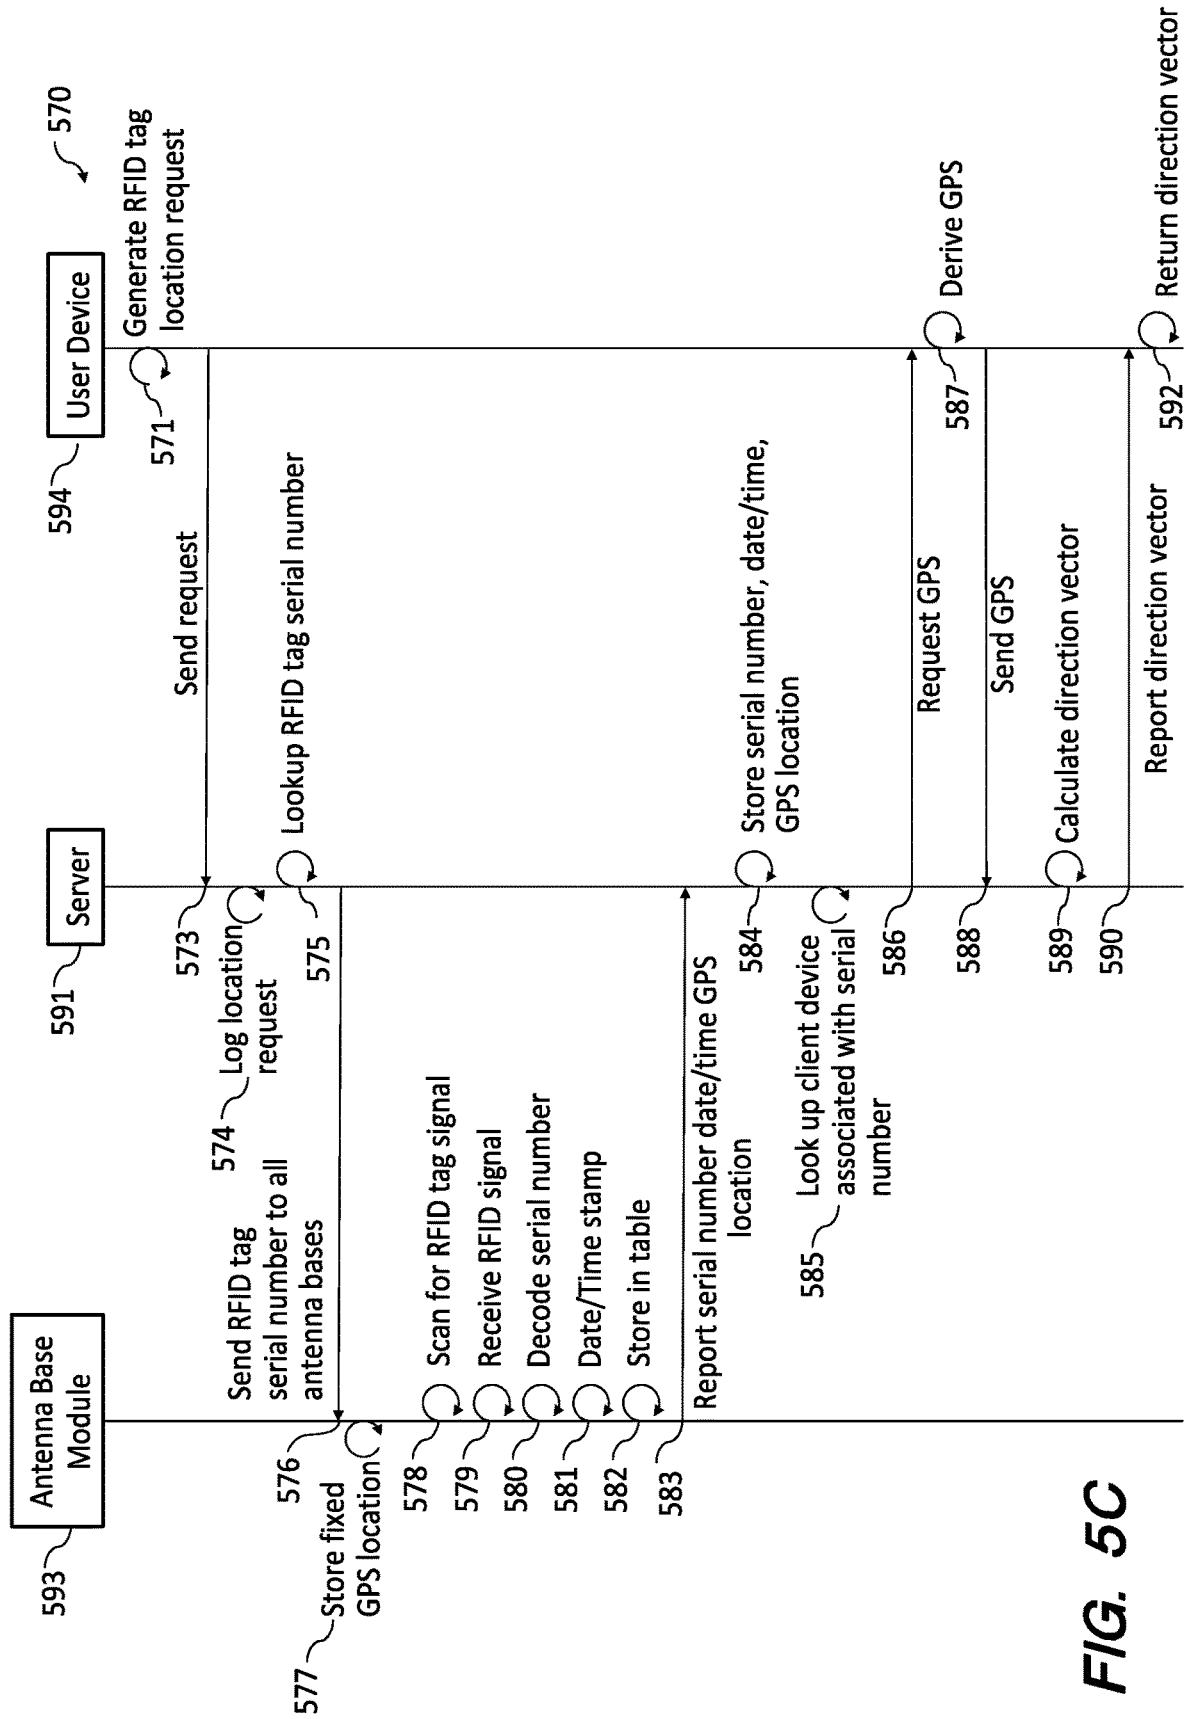 570
593
Antenna Base
Module
591
Server
594
User Device
571
Generate RFID tag
location request
Send request
573
574
Log location
request
Lookup RFID tag serial number
575
Send RFID tag
serial number to all
antenna bases
576
577
Store fixed
GPS location
578
Scan for RFID tag signal
579
Receive RFID signal
580
Decode serial number
581
Date/Time stamp
582
Store in table
583
Report serial number date/time GPS
location
584
Store serial number, date/time,
GPS location
585
Look up client device
associated with serial
number
586
Request GPS
587
Derive GPS
588
Send GPS
589
Calculate direction vector
590
Report direction vector
592
Return direction vector
FIG. 5C